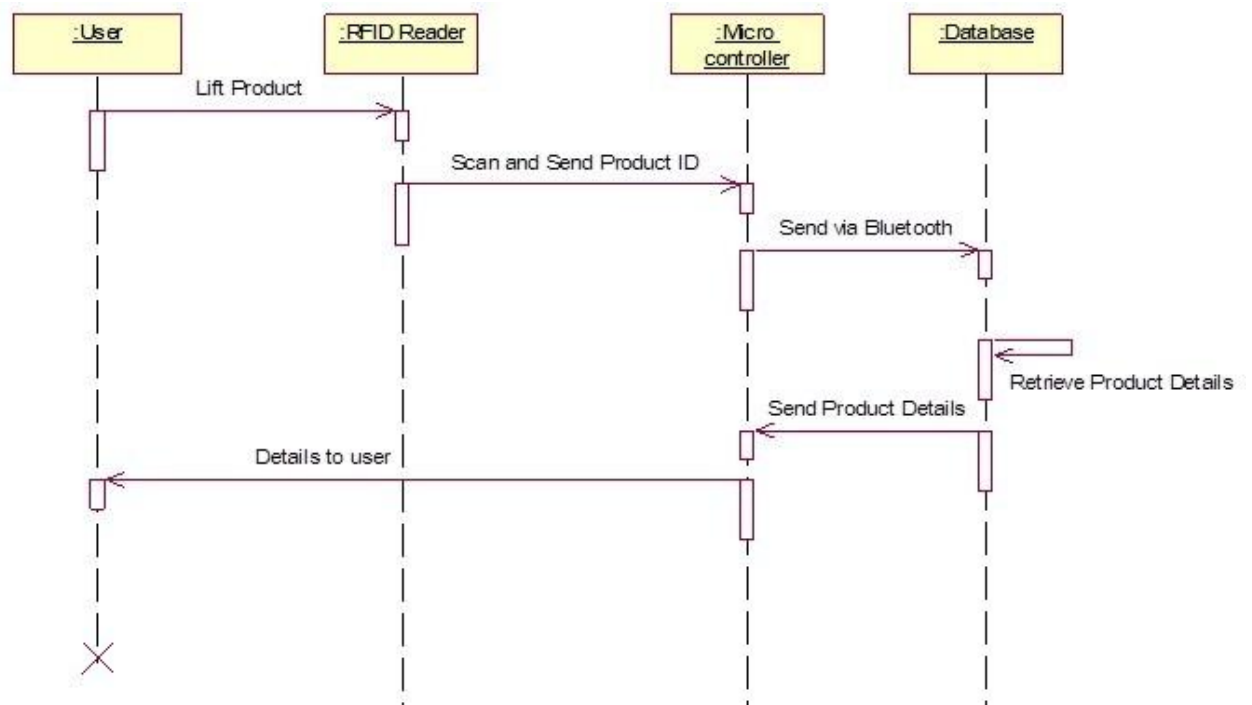 :User
:RFID Reader
:Micro
controller
:Database
Lift Product
Scan and Send Product ID
Send via Bluetooth
Retrieve Product Details
Send Product Details
Details to user